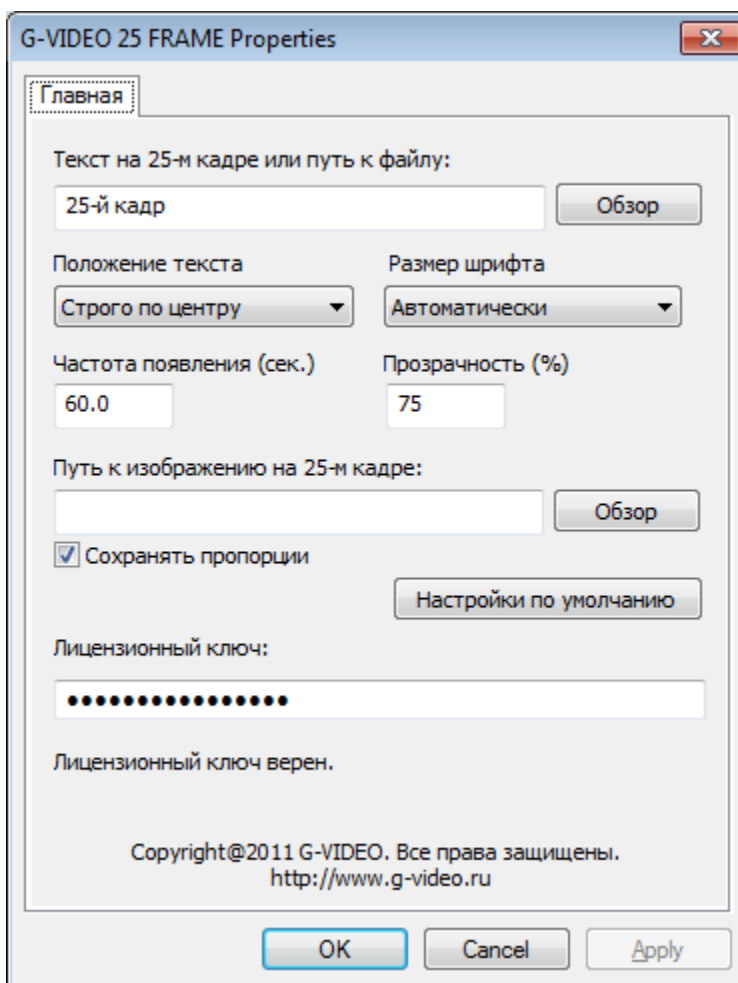 G-VIDEO 25 FRAME Properties
Главная
Текст на 25-м кадре или путь к файлу:
25-й кадр
Обзор
Положение текста
Размер шрифта
Строго по центру
Автоматически
Частота появления (сек.)
Прозрачность (%)
60.0
75
Путь к изображению на 25-м кадре:
Обзор
Сохранять пропорции
Настройки по умолчанию
Лицензионный ключ:
••••••••••••••••
Лицензионный ключ верен.
Copyright@2011 G-VIDEO. Все права защищены.
http://www.g-video.ru
OK
Cancel
Apply